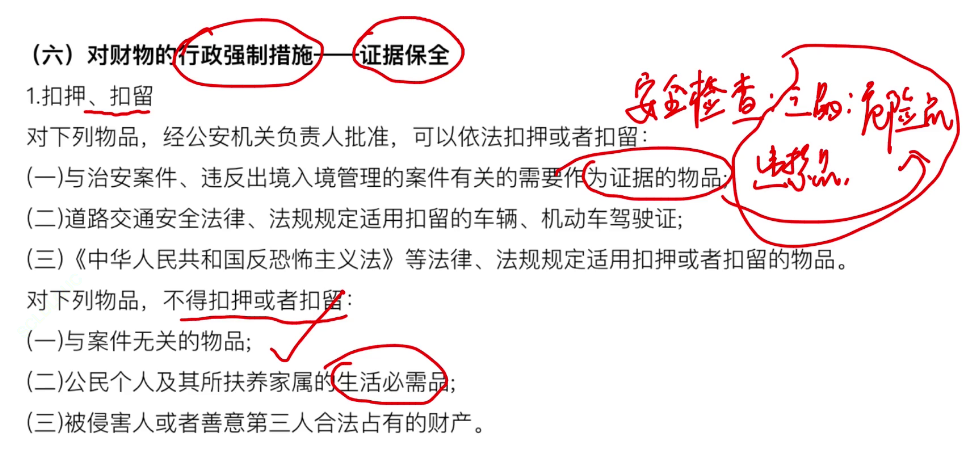 （六）对财物的行政强制措施——证据保全
1.扣押、扣留
安全检查：三品：危险品
违禁品
对下列物品，经公安机关负责人批准，可以依法扣押或者扣留：
(一)与治安案件、违反出境入境管理的案件有关的需要作为证据的物品;
(二)道路交通安全法律、法规规定适用扣留的车辆、机动车驾驶证;
(三)《中华人民共和国反恐怖主义法》等法律、法规规定适用扣押或者扣留的物品。
对下列物品，不得扣押或者扣留：
(一)与案件无关的物品;
(二)公民个人及其所扶养家属的生活必需品;
(三)被侵害人或者善意第三人合法占有的财产。